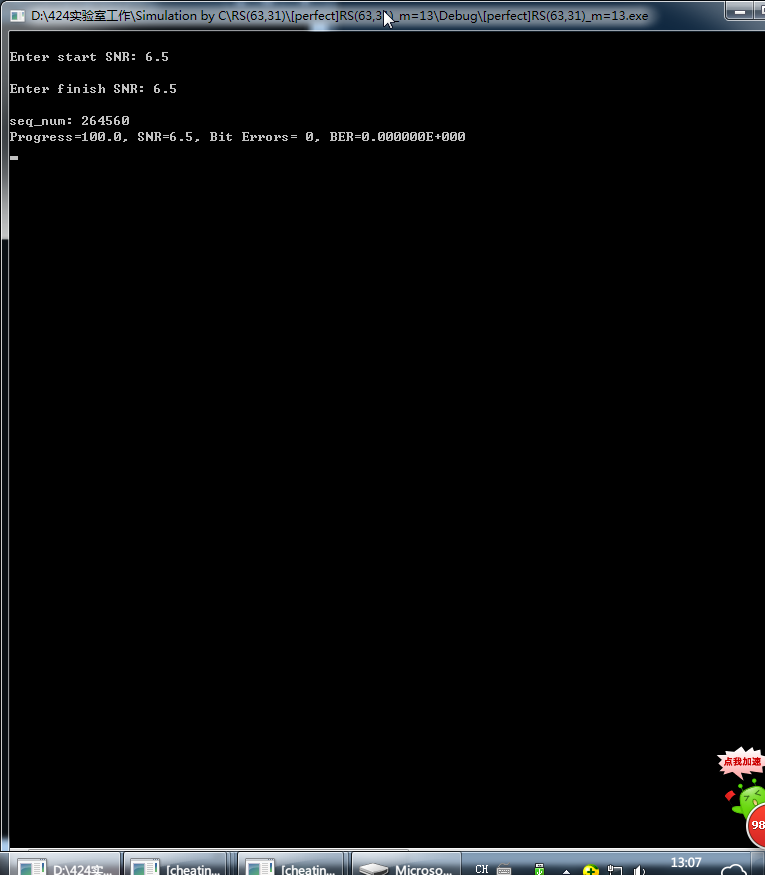 D:\424实验室工作\Simulation by C\RS(63,31)\[perfect]RS(63,31)_m=13\Debug\[perfect]RS(63,31)_m=13.exe
Enter start SNR: 6.5
Enter finish SNR: 6.5
seq_num: 264560
Progress=100.0, SNR=6.5, Bit Errors= 0, BER=0.000000E+000
点我加速
98
D:\424实... [cheatin... [cheatin... Microso... CH 13:07